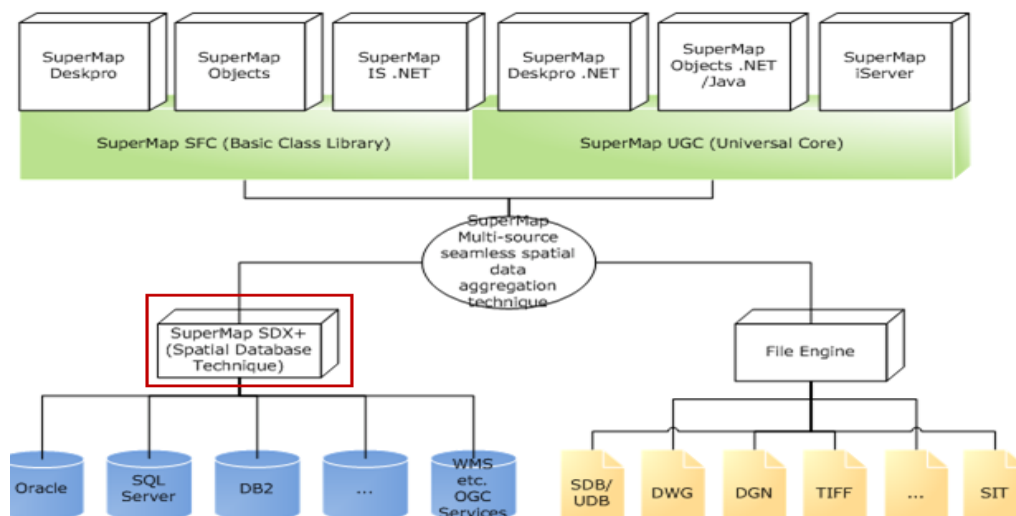 SuperMap
Deskpro
SuperMap
Objects
SuperMap
IS .NET
SuperMap
Deskpro .NET
SuperMap
Objects .NET
/Java
SuperMap
iServer
SuperMap SFC (Basic Class Library)
SuperMap UGC (Universal Core)
SuperMap
Multi-source
seamless spatial
data
aggregation
technique
SuperMap SDX+
(Spatial Database
Technique)
File Engine
Oracle
SQL
Server
DB2
...
WMS
etc.
OGC
Services
SDB/
UDB
DWG
DGN
TIFF
...
SIT